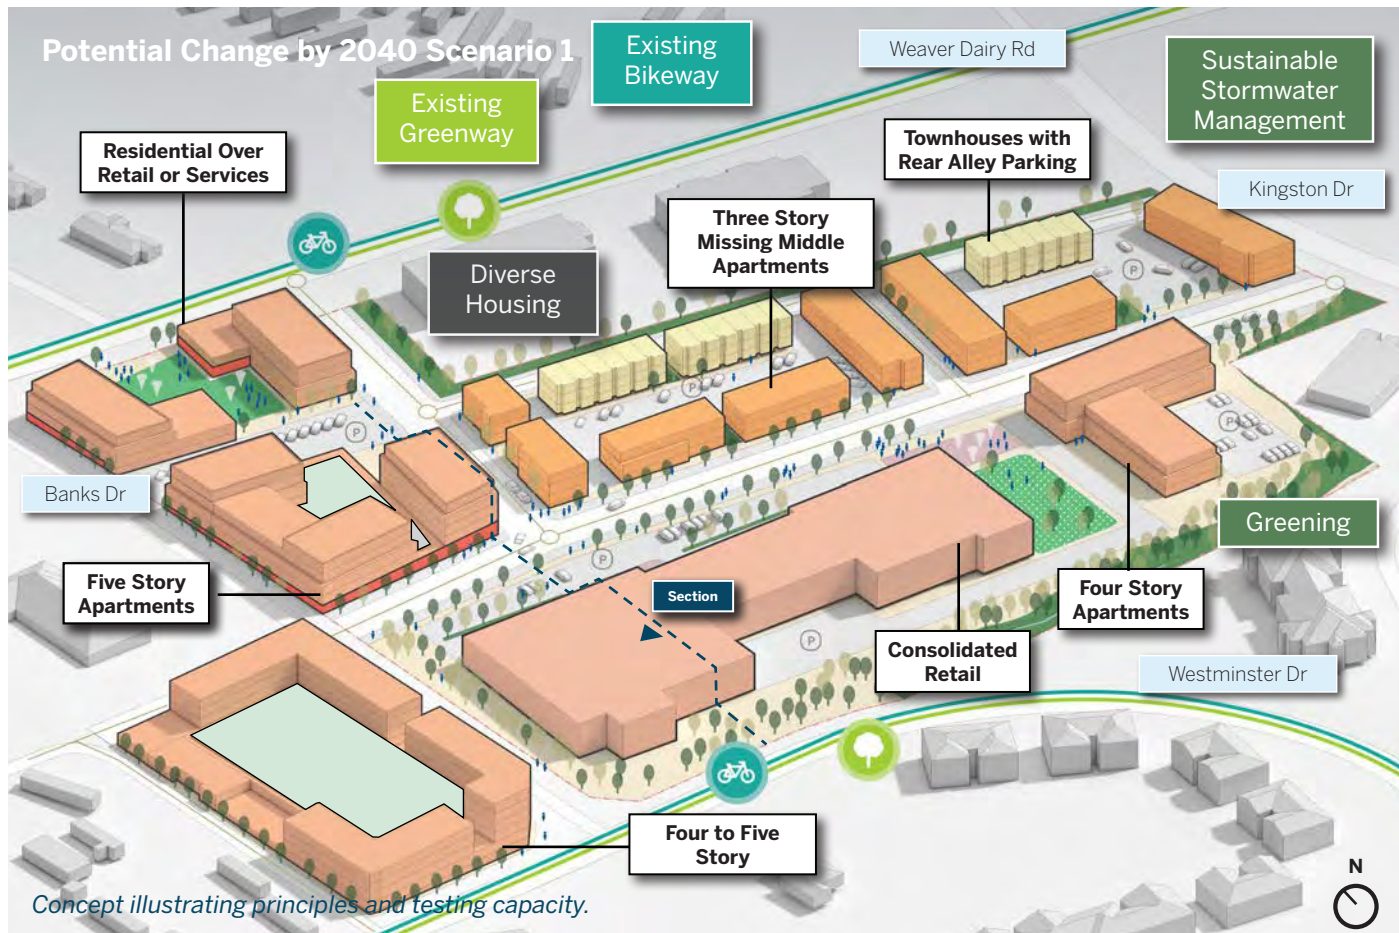 Potential Change by 2040 Scenario 1
Existing
Bikeway
Weaver Dairy Rd
Sustainable
Stormwater
Management
Existing
Greenway
Residential Over
Retail or Services
Townhouses with
Rear Alley Parking
Kingston Dr
Three Story
Missing Middle
Apartments
Diverse
Housing
P
P
P
P
Banks Dr
Greening
P
Five Story
Apartments
Section
Four Story
Apartments
P
Consolidated
Retail
Westminster Dr
Four to Five
Story
N
Concept illustrating principles and testing capacity.